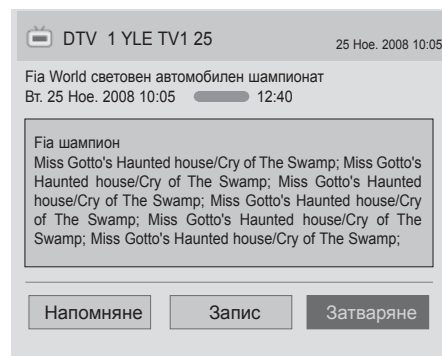 DTV 1 YLE TV1 25 25 Ное. 2008 10:05
Fia World световен автомобилен шампионат
Вт. 25 Ное. 2008 10:05 12:40
Fia шампион
Miss Gotto's Haunted house/Cry of The Swamp; Miss Gotto's
Haunted house/Cry of The Swamp; Miss Gotto's Haunted
house/Cry of The Swamp; Miss Gotto's Haunted house/Cry
of The Swamp; Miss Gotto's Haunted house/Cry of The
Swamp; Miss Gotto's Haunted house/Cry of The Swamp;
Напомняне Запис Затваряне